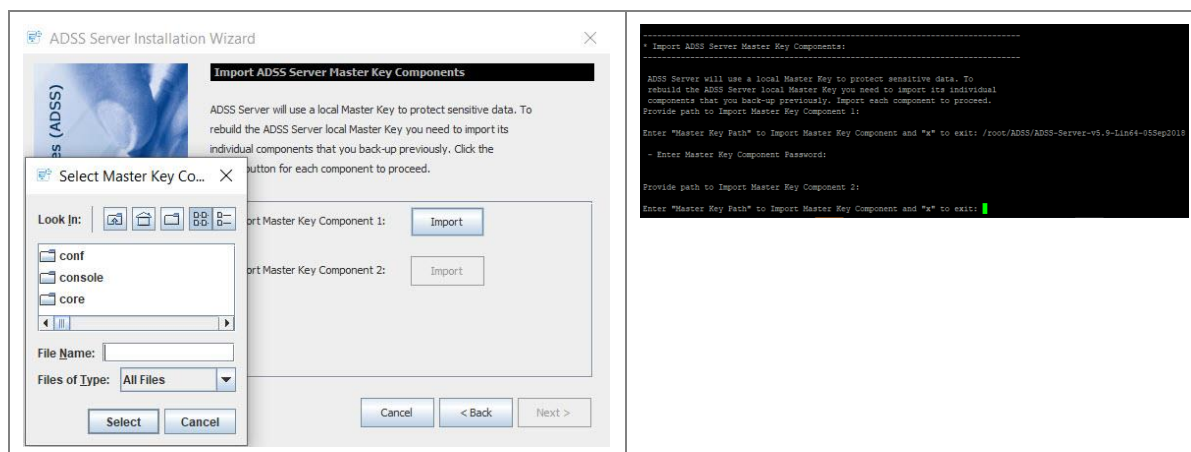 ADSS Server Installation Wizard
Import ADSS Server Master Key Components
ADSS Server will use a local Master Key to protect sensitive data. To
rebuild the ADSS Server local Master Key you need to import its
individual components that you back-up previously. Click the
button for each component to proceed.
es (ADSS)
Select Master Key Co...
Look In:
conf
console
core
File Name:
Files of Type: All Files
Select Cancel
ort Master Key Component 1: Import
ort Master Key Component 2: Import
Cancel < Back Next >
--------------------------------------------------------------------------------
* Import ADSS Server Master Key Components:
--------------------------------------------------------------------------------
ADSS Server will use a local Master Key to protect sensitive data. To
rebuild the ADSS Server local Master Key you need to import its individual
components that you back-up previously. Import each component to proceed.
Provide path to Import Master Key Component 1:
Enter "Master Key Path" to Import Master Key Component and "x" to exit: /root/ADSS/ADSS-Server-v5.9-Lin64-05Sep2018
- Enter Master Key Component Password:
Provide path to Import Master Key Component 2:
Enter "Master Key Path" to Import Master Key Component and "x" to exit: